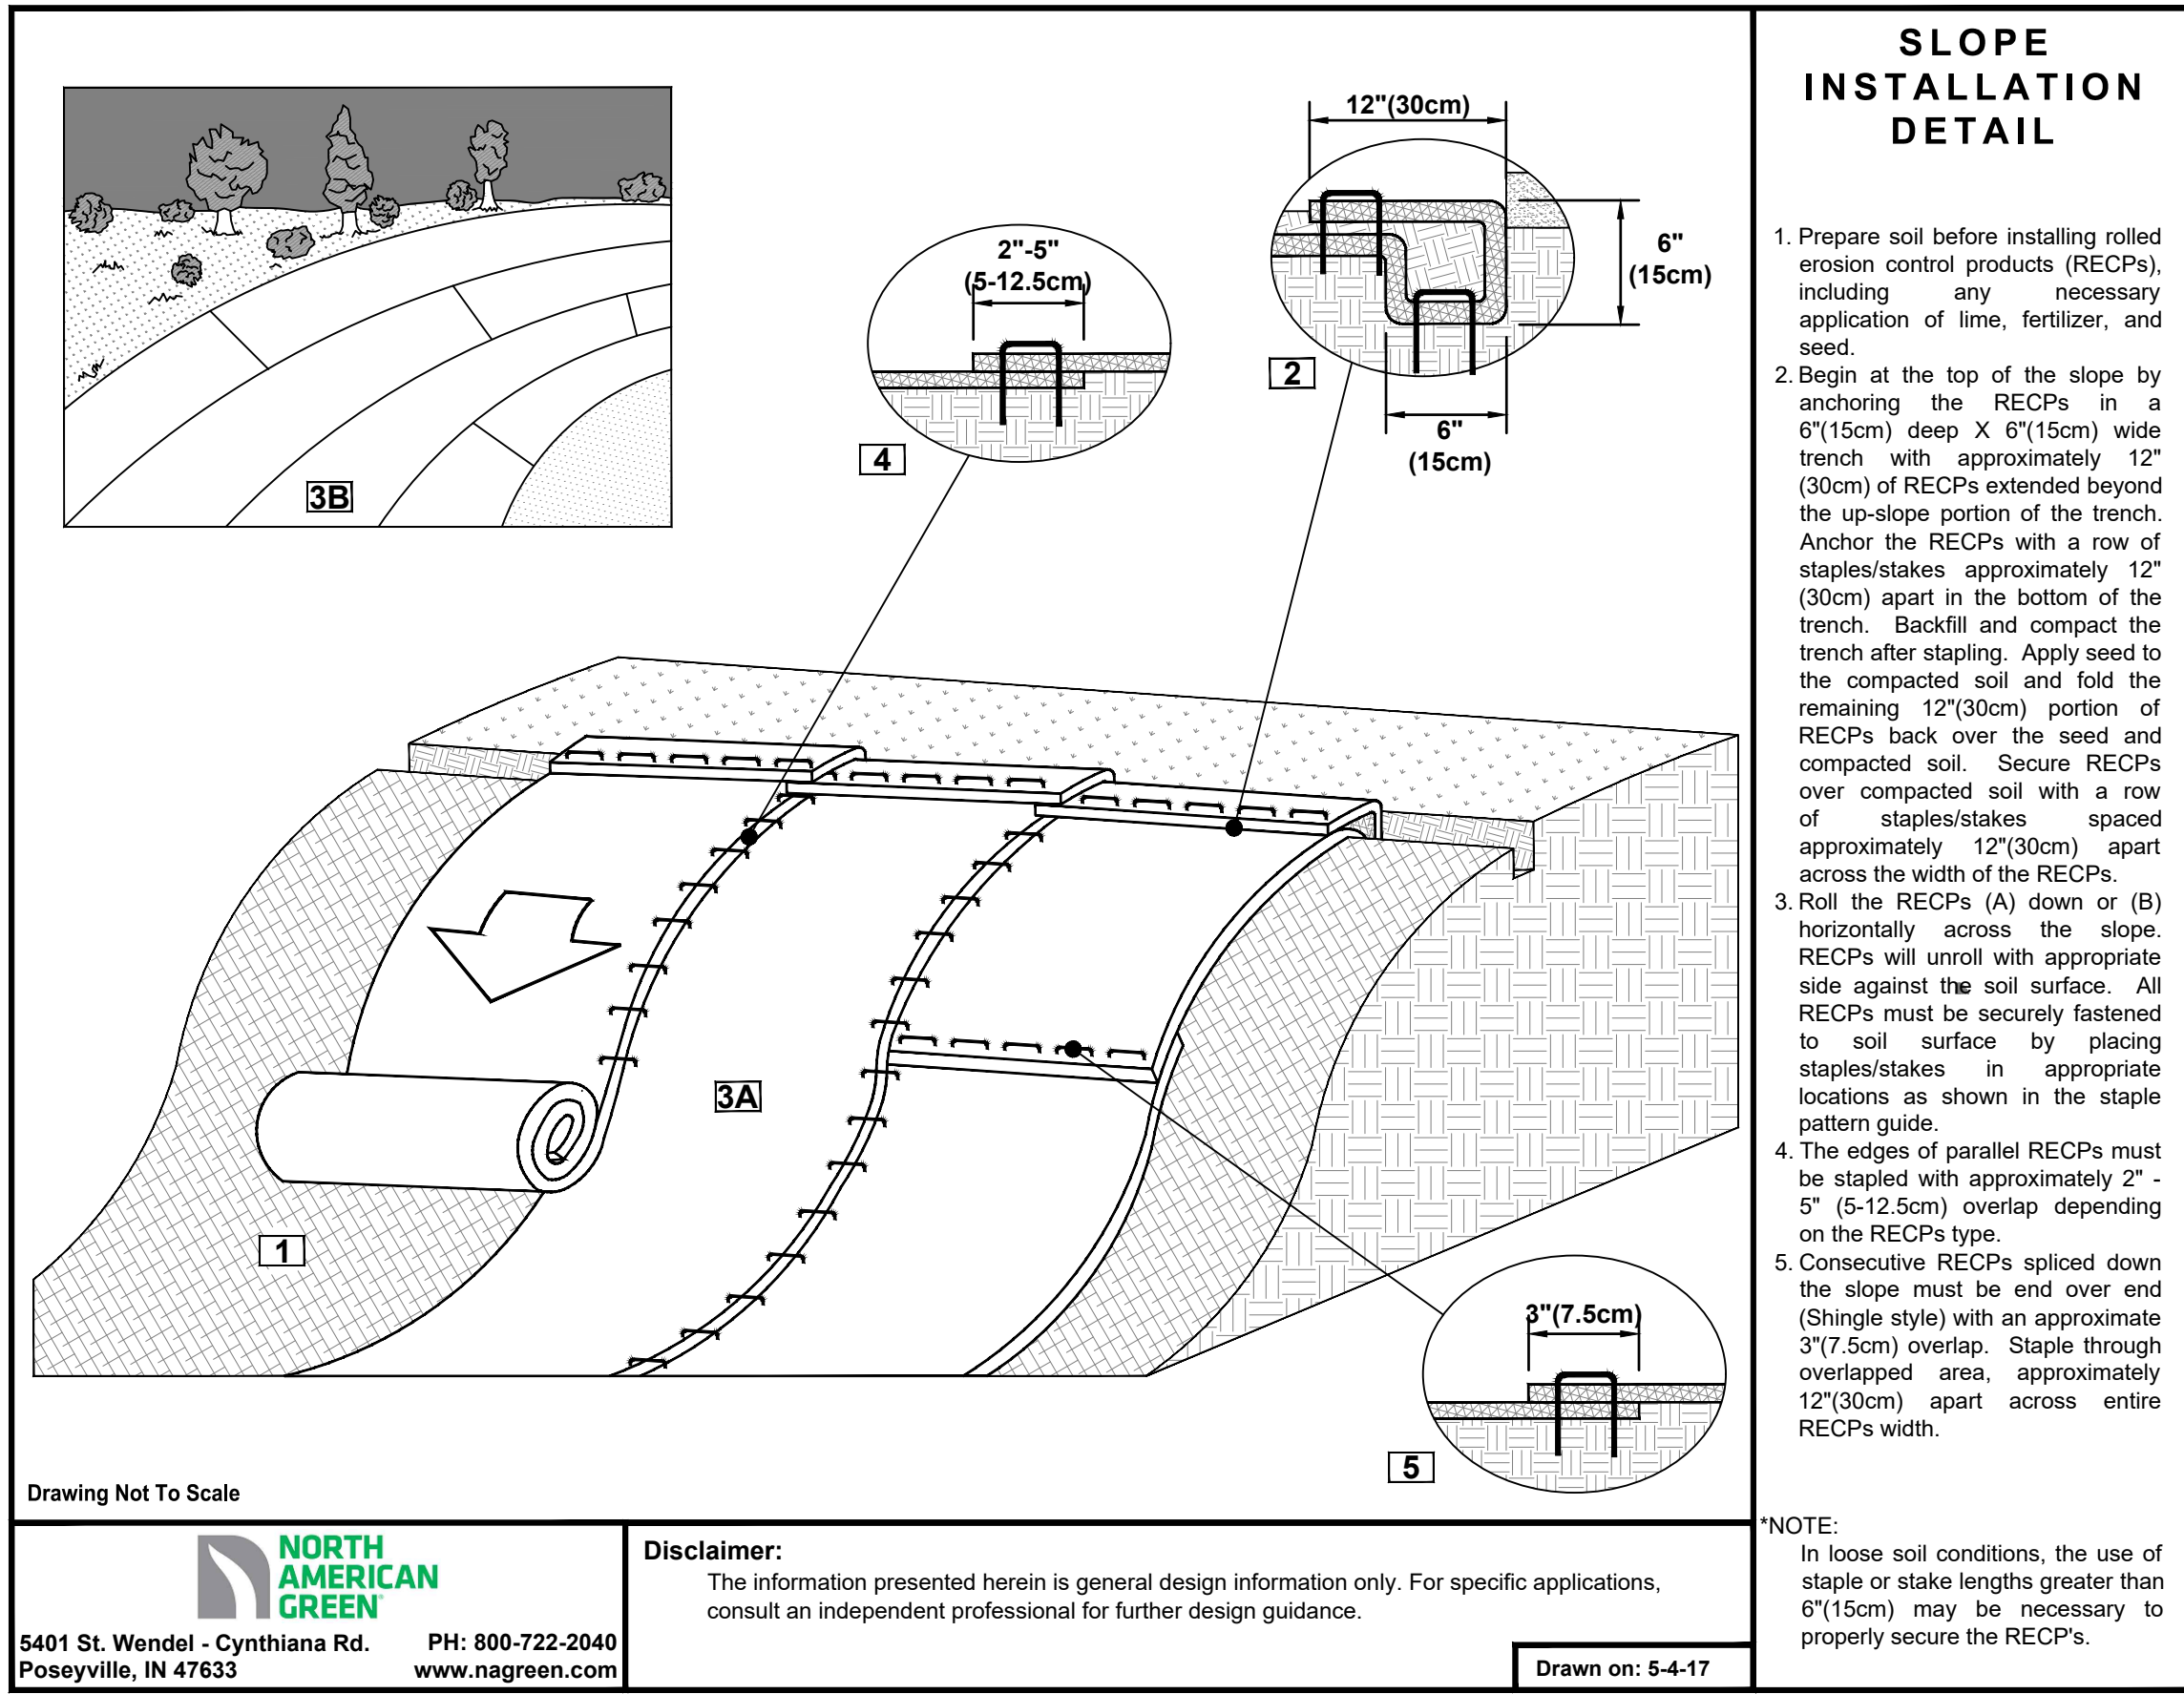 12"(30cm)
6"
(15cm)
2
6"
(15cm)
2"-5"
(5-12.5cm)
4
3B
3A
1
3"(7.5cm)
5
Drawing Not To Scale
SLOPE
INSTALLATION
DETAIL
1. Prepare soil before installing rolled
erosion control products (RECPs),
including any necessary
application of lime, fertilizer, and
seed.
2. Begin at the top of the slope by
anchoring the RECPs in a
6"(15cm) deep X 6"(15cm) wide
trench with approximately 12"
(30cm) of RECPs extended beyond
the up-slope portion of the trench.
Anchor the RECPs with a row of
staples/stakes approximately 12"
(30cm) apart in the bottom of the
trench. Backfill and compact the
trench after stapling. Apply seed to
the compacted soil and fold the
remaining 12"(30cm) portion of
RECPs back over the seed and
compacted soil. Secure RECPs
over compacted soil with a row
of staples/stakes spaced
approximately 12"(30cm) apart
across the width of the RECPs.
3. Roll the RECPs (A) down or (B)
horizontally across the slope.
RECPs will unroll with appropriate
side against the soil surface. All
RECPs must be securely fastened
to soil surface by placing
staples/stakes in appropriate
locations as shown in the staple
pattern guide.
4. The edges of parallel RECPs must
be stapled with approximately 2" -
5" (5-12.5cm) overlap depending
on the RECPs type.
5. Consecutive RECPs spliced down
the slope must be end over end
(Shingle style) with an approximate
3"(7.5cm) overlap. Staple through
overlapped area, approximately
12"(30cm) apart across entire
RECPs width.
*NOTE:
In loose soil conditions, the use of
staple or stake lengths greater than
6"(15cm) may be necessary to
properly secure the RECP's.
NORTH
AMERICAN
GREEN
5401 St. Wendel - Cynthiana Rd. PH: 800-722-2040
Poseyville, IN 47633 www.nagreen.com
Disclaimer:
The information presented herein is general design information only. For specific applications,
consult an independent professional for further design guidance.
Drawn on: 5-4-17